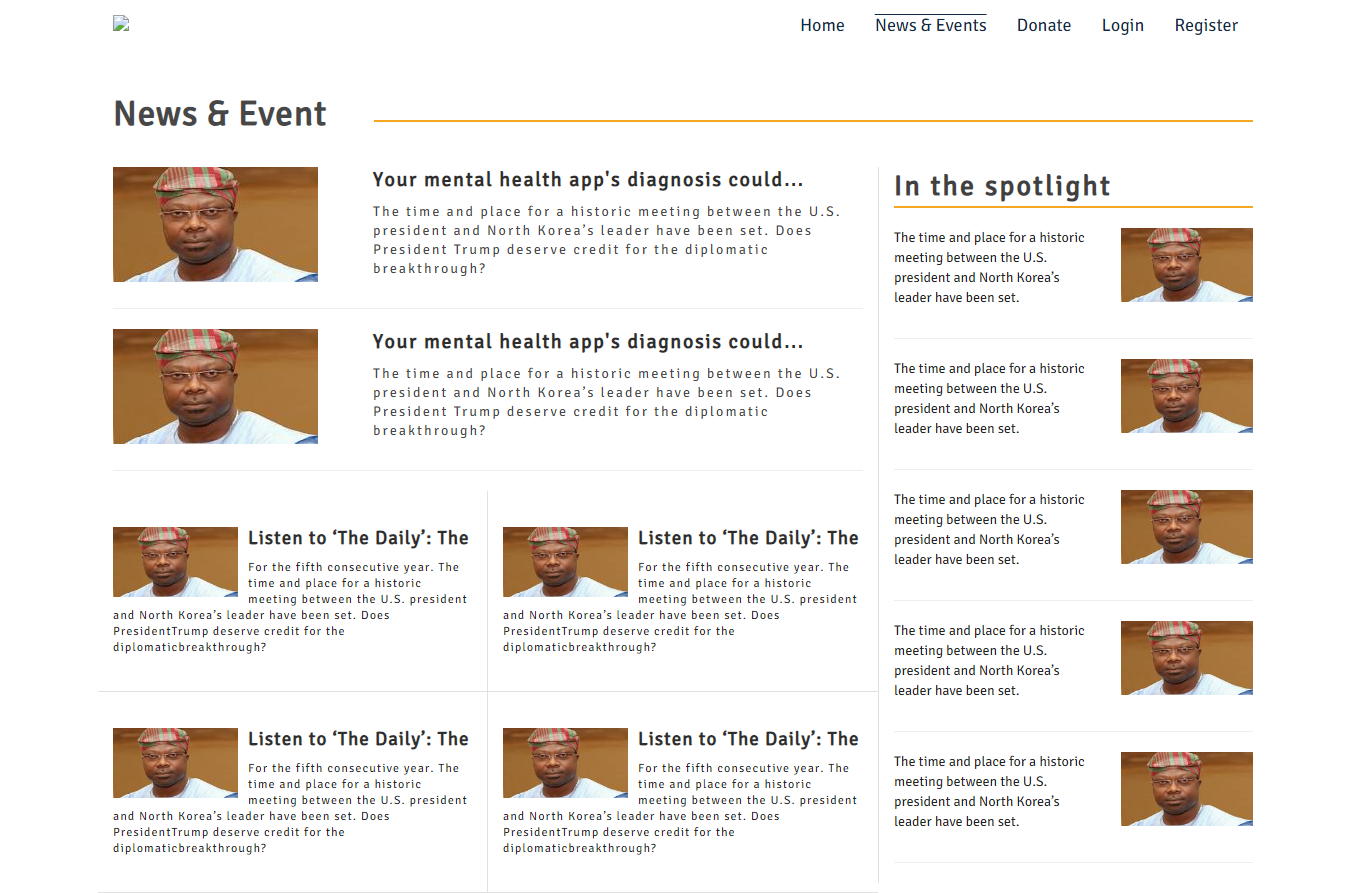 Home News & Events Donate Login Register
News & Event
Your mental health app's diagnosis could...
The time and place for a historic meeting between the U.S.
president and North Korea’s leader have been set. Does
President Trump deserve credit for the diplomatic
breakthrough?
Your mental health app's diagnosis could...
The time and place for a historic meeting between the U.S.
president and North Korea’s leader have been set. Does
President Trump deserve credit for the diplomatic
breakthrough?
Listen to ‘The Daily’: The
For the fifth consecutive year. The
time and place for a historic
meeting between the U.S. president
and North Korea’s leader have been set. Does
PresidentTrump deserve credit for the
diplomaticbreakthrough?
Listen to ‘The Daily’: The
For the fifth consecutive year. The
time and place for a historic
meeting between the U.S. president
and North Korea’s leader have been set. Does
PresidentTrump deserve credit for the
diplomaticbreakthrough?
Listen to ‘The Daily’: The
For the fifth consecutive year. The
time and place for a historic
meeting between the U.S. president
and North Korea’s leader have been set. Does
PresidentTrump deserve credit for the
diplomaticbreakthrough?
Listen to ‘The Daily’: The
For the fifth consecutive year. The
time and place for a historic
meeting between the U.S. president
and North Korea’s leader have been set. Does
PresidentTrump deserve credit for the
diplomaticbreakthrough?
In the spotlight
The time and place for a historic
meeting between the U.S.
president and North Korea’s
leader have been set.
The time and place for a historic
meeting between the U.S.
president and North Korea’s
leader have been set.
The time and place for a historic
meeting between the U.S.
president and North Korea’s
leader have been set.
The time and place for a historic
meeting between the U.S.
president and North Korea’s
leader have been set.
The time and place for a historic
meeting between the U.S.
president and North Korea’s
leader have been set.